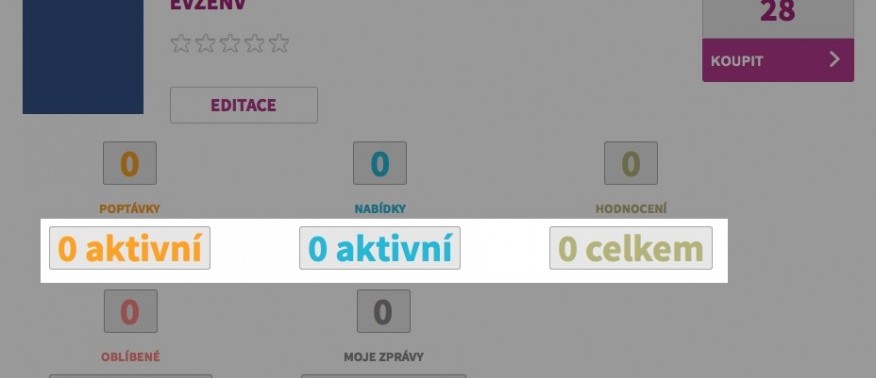 EVZENV
28
KOUPIT
EDITACE
0 0 0
POPTÁVKY NABÍDKY HODNOCENÍ
0 aktivní 0 aktivní 0 celkem
0 0
OBLÍBENÉ MOJE ZPRÁVY